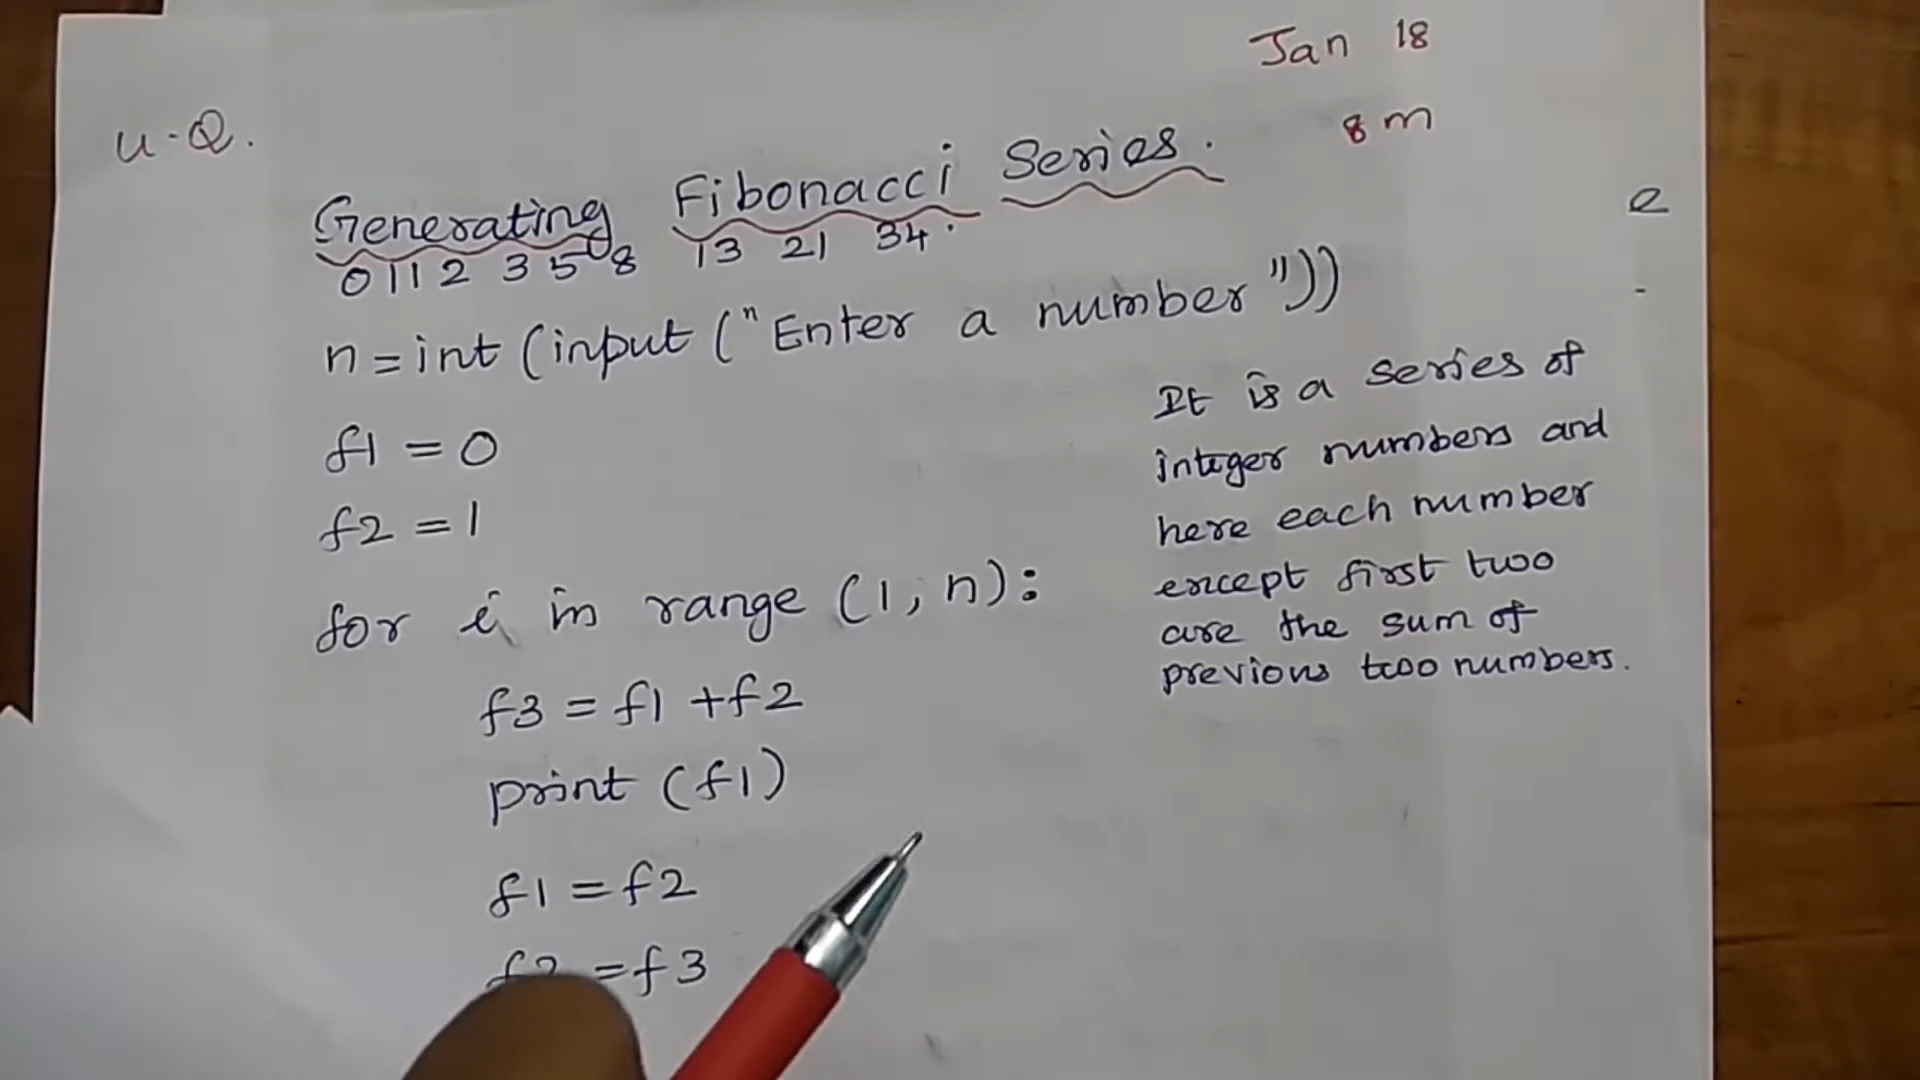 Jan 18
U-Q.
8 m
Generating Fibonacci Series.
0 1 1 2 3 5 8 13 21 34.
e
n = int (input ("Enter a number"))
f1 = 0
f2 = 1
for i in range (1, n):
f3 = f1 + f2
print (f1)
f1 = f2
f2 = f3
It is a series of
integer numbers and
here each number
except first two
are the sum of
previous two numbers.